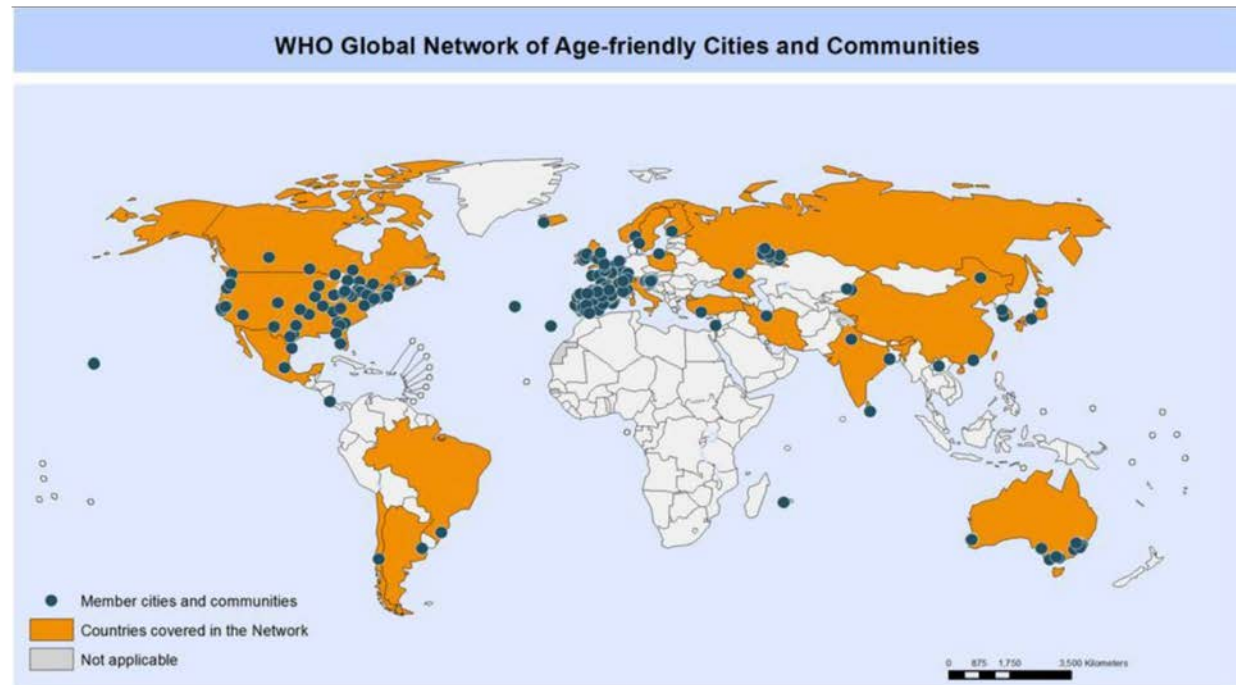 WHO Global Network of Age-friendly Cities and Communities
Member cities and communities
Countries covered in the Network
Not applicable
0 875 1,750 3,500 Kilometers